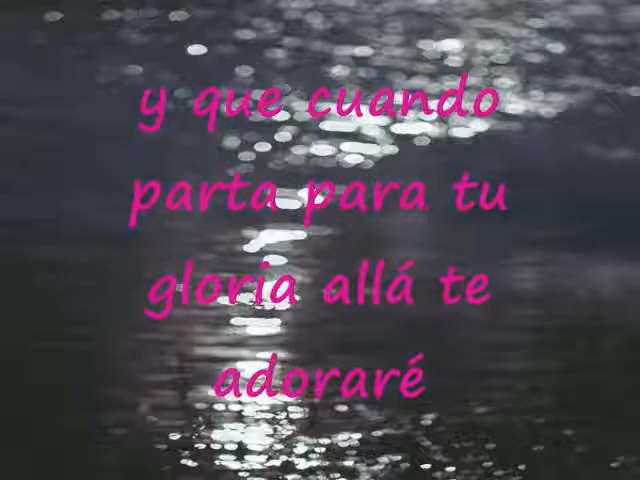 y que cuando
parta para tu
gloria allá te
adoraré